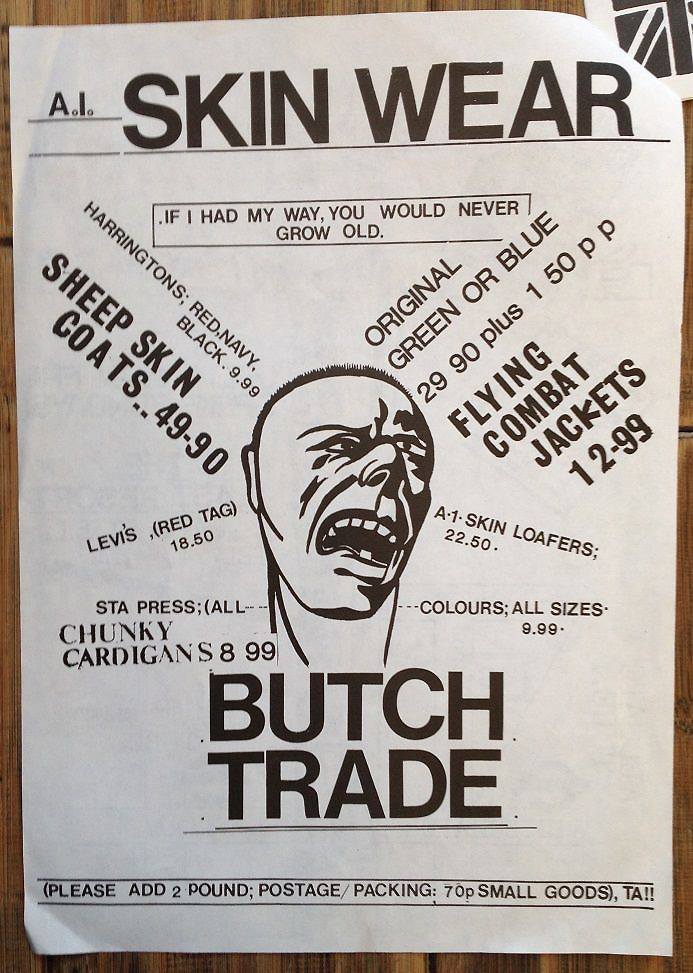 A.I. SKIN WEAR
.IF I HAD MY WAY, YOU WOULD NEVER
GROW OLD.
HARRINGTONS; RED,NAVY,
BLACK. 9.99
SHEEP SKIN
COATS.. 49-90
ORIGINAL
GREEN OR BLUE
29 90 plus 1 50 p p
FLYING
COMBAT
JACKETS
12-99
LEVI'S ,(RED TAG)
18.50
A·1·SKIN LOAFERS;
22.50.
STA PRESS;(ALL-- ---COLOURS; ALL SIZES·
9.99·
CHUNKY
CARDIGANS 8 99
BUTCH
TRADE
(PLEASE ADD 2 POUND; POSTAGE/PACKING: 70p SMALL GOODS), TA!!